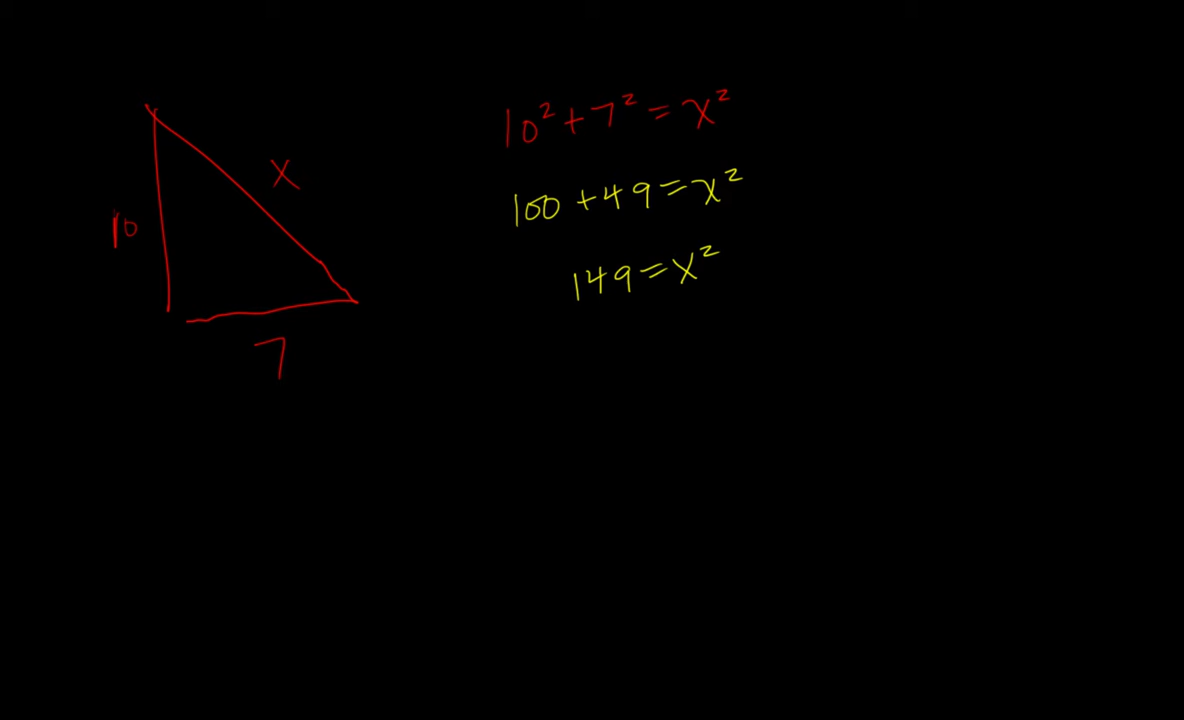 10² + 7² = x²
x
100 + 49 = x²
10
149 = x²
7